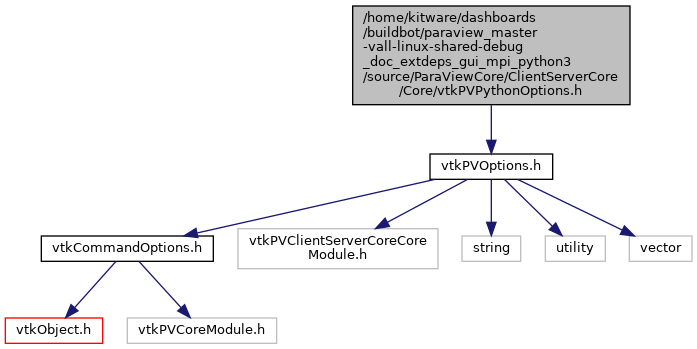 /home/kitware/dashboards
/buildbot/paraview_master
-vall-linux-shared-debug
_doc_extdeps_gui_mpi_python3
/source/ParaViewCore/ClientServerCore
/Core/vtkPVPythonOptions.h
vtkPVOptions.h
vtkCommandOptions.h
vtkPVClientServerCoreCore
Module.h
string
utility
vector
vtkObject.h
vtkPVCoreModule.h